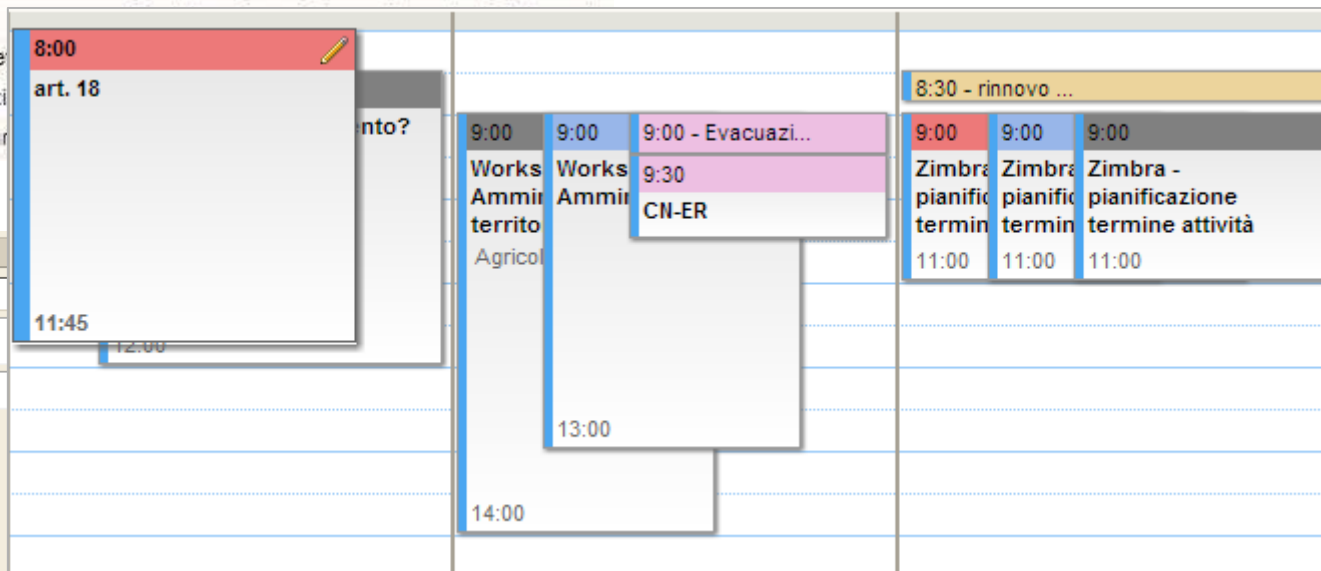 8:00
art. 18
nto?
11:45
12:00
9:00
Works
Ammir
territo
Agricol
14:00
9:00
Works
Ammir
13:00
9:00 - Evacuazi...
9:30
CN-ER
8:30 - rinnovo ...
9:00
Zimbra
pianific
termin
11:00
9:00
Zimbra
pianific
termin
11:00
9:00
Zimbra -
pianificazione
termine attività
11:00